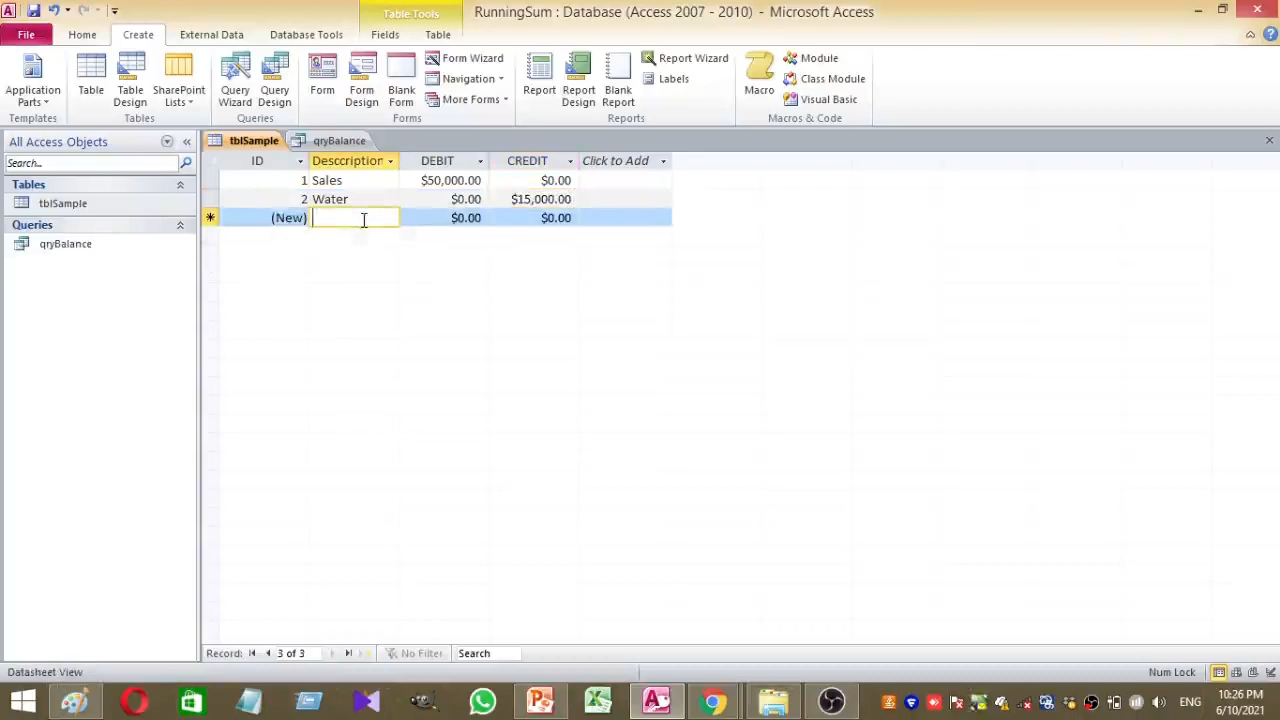 Table Tools
RunningSum : Database (Access 2007 - 2010) - Microsoft Access
File Home Create External Data Database Tools Fields Table
Application Parts
Table
Table Design
SharePoint Lists
Query Wizard
Query Design
Form
Form Design
Blank Form
Form Wizard
Navigation
More Forms
Report
Report Design
Blank Report
Report Wizard
Labels
Macro
Module
Class Module
Visual Basic
Templates Tables Queries Forms Reports Macros & Code
All Access Objects
Search...
Tables
tblSample
Queries
qryBalance
tblSample qryBalance
ID Desccription DEBIT CREDIT Click to Add
1 Sales $50,000.00 $0.00
2 Water $0.00 $15,000.00
(New) $0.00 $0.00
Record: 3 of 3 No Filter Search
Datasheet View Num Lock
ENG
10:26 PM
6/10/2021